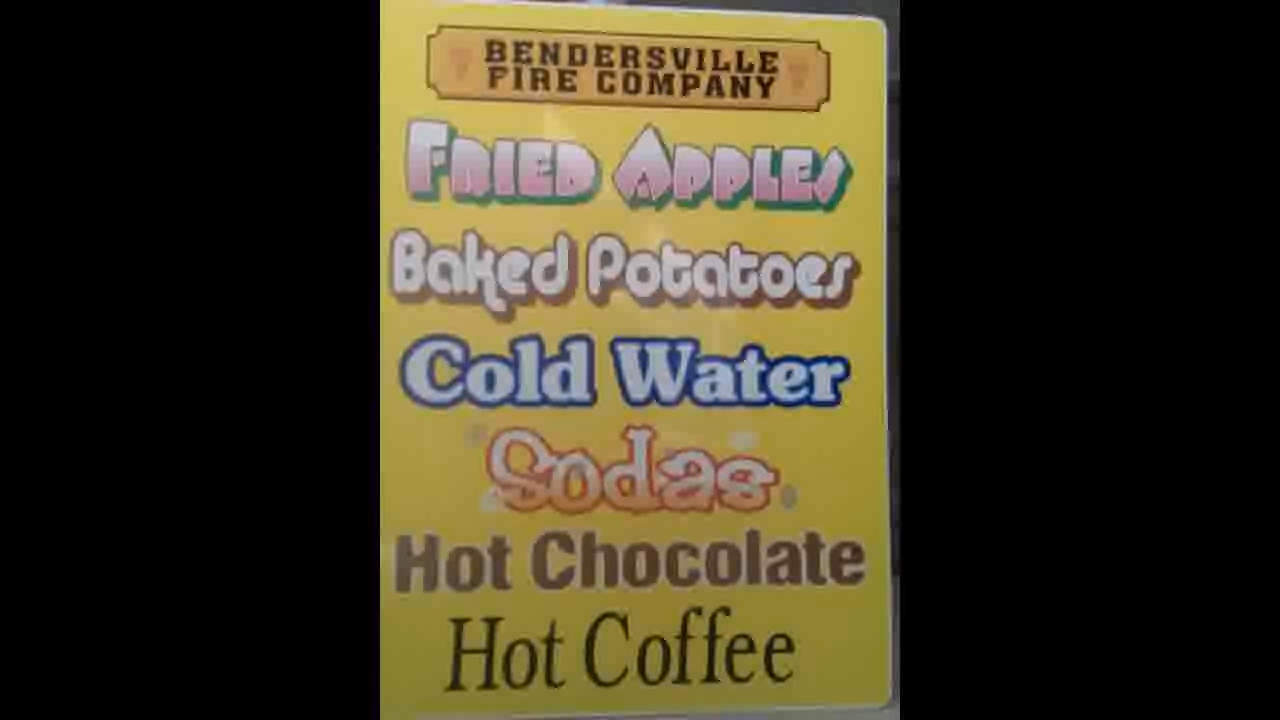 BENDERSVILLE
FIRE COMPANY
FRIED APPLES
Baked Potatoes
Cold Water
Sodas
Hot Chocolate
Hot Coffee